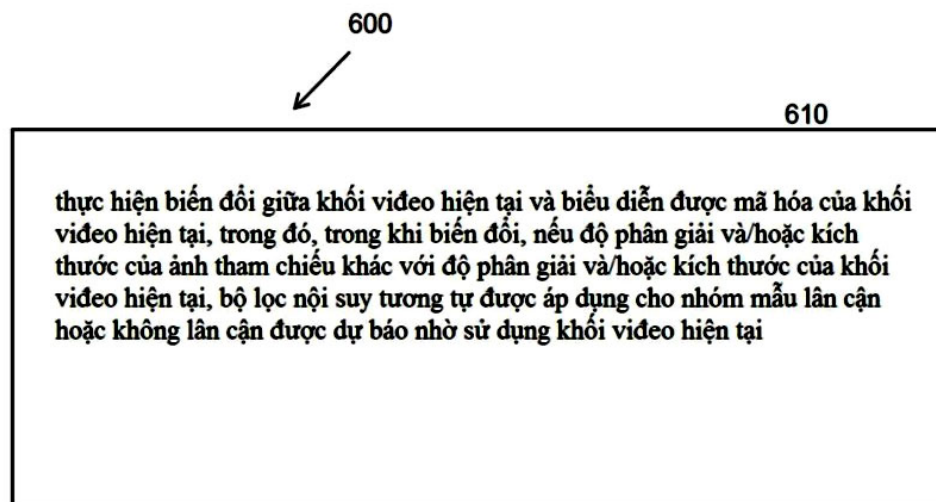 600
610
thực hiện biến đổi giữa khối viđeo hiện tại và biểu diễn được mã hóa của khối
viđeo hiện tại, trong đó, trong khi biến đổi, nếu độ phân giải và/hoặc kích
thước của ảnh tham chiếu khác với độ phân giải và/hoặc kích thước của khối
viđeo hiện tại, bộ lọc nội suy tương tự được áp dụng cho nhóm mẫu lân cận
hoặc không lân cận được dự báo nhờ sử dụng khối viđeo hiện tại